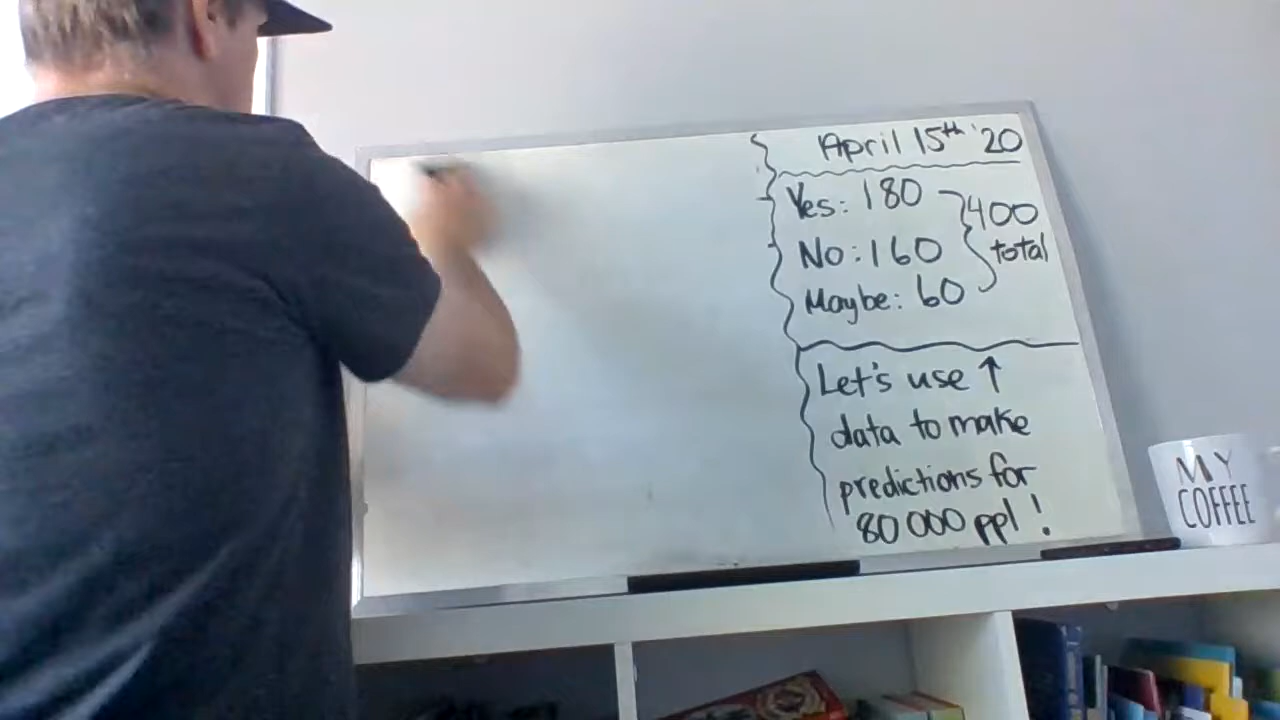 April 15th '20
Yes: 180
No: 160
Maybe: 60
400
total
Let's use ↑
data to make
predictions for
80 000 ppl!
MY
COFFEE